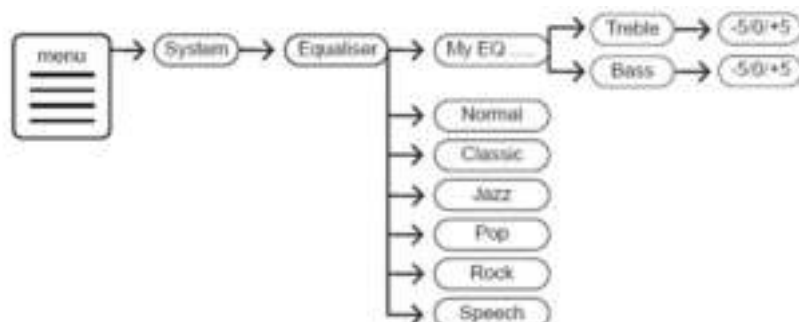 Treble -5/0/+5
menu System Equaliser My EQ .....
Bass -5/0/+5
Normal
Classic
Jazz
Pop
Rock
Speech